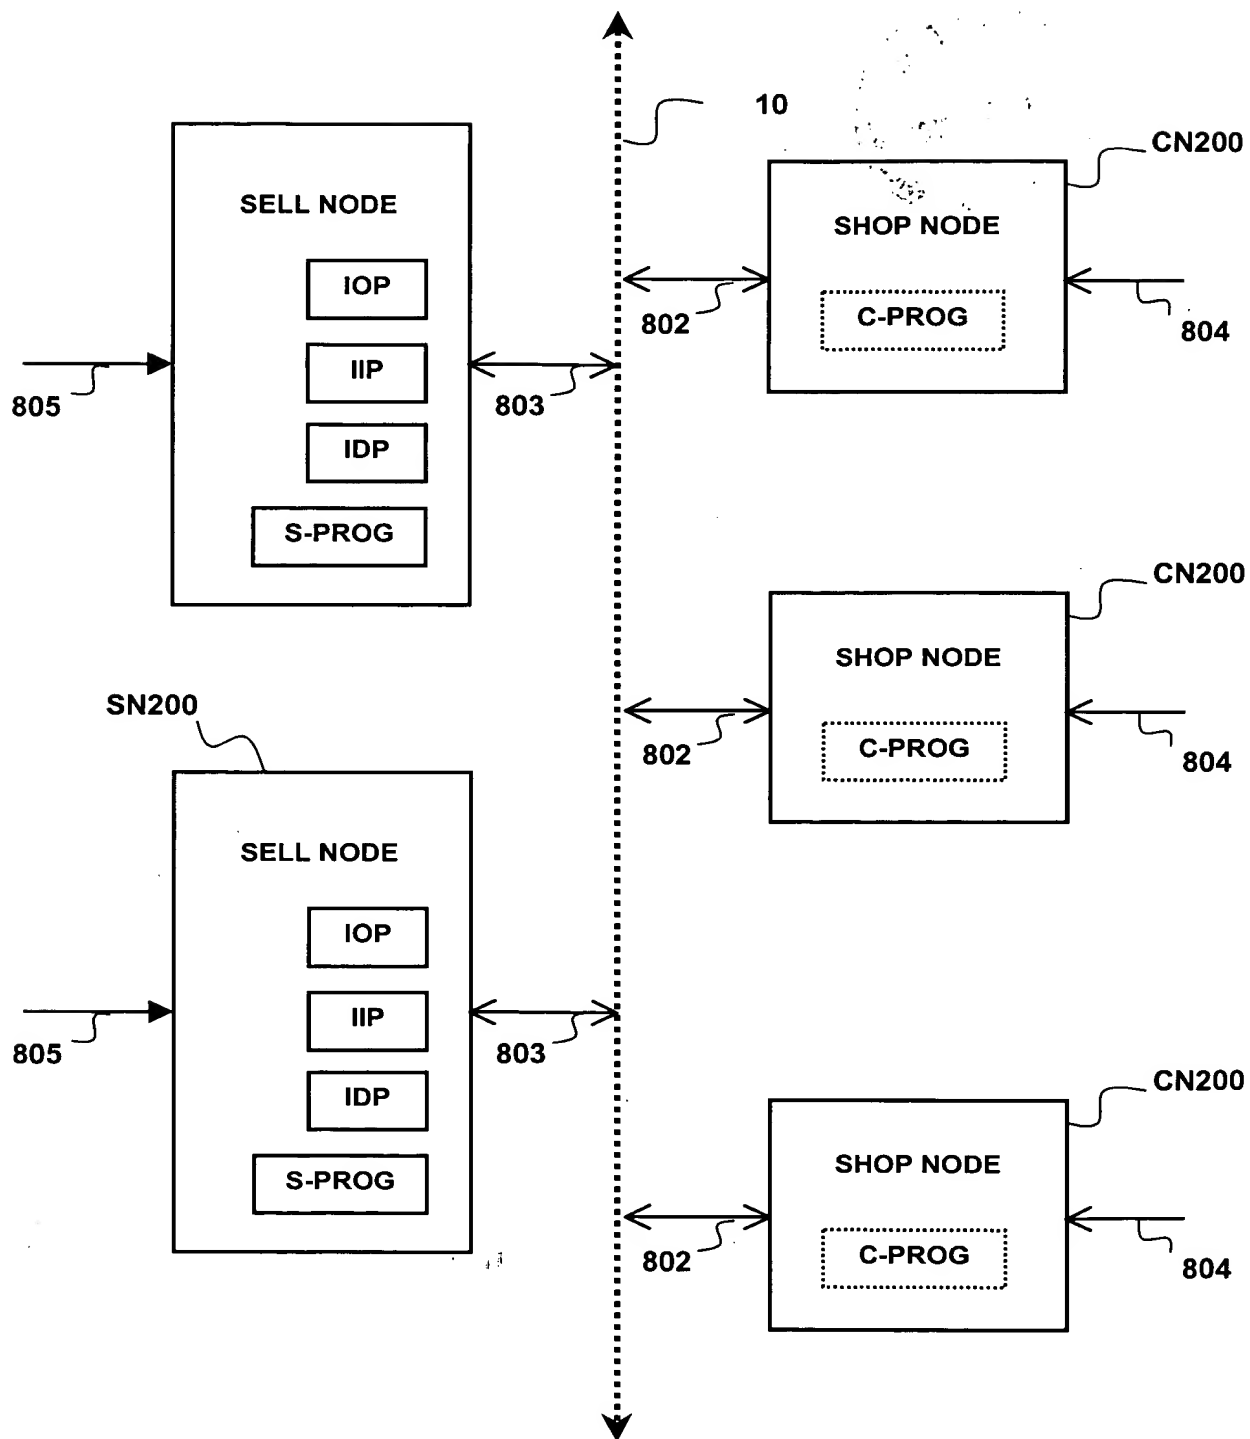 10
CN200
SELL NODE
IOP
IIP
IDP
S-PROG
805
803
SHOP NODE
C-PROG
802
804
CN200
SHOP NODE
C-PROG
802
804
SN200
SELL NODE
IOP
IIP
IDP
S-PROG
805
803
CN200
SHOP NODE
C-PROG
802
804